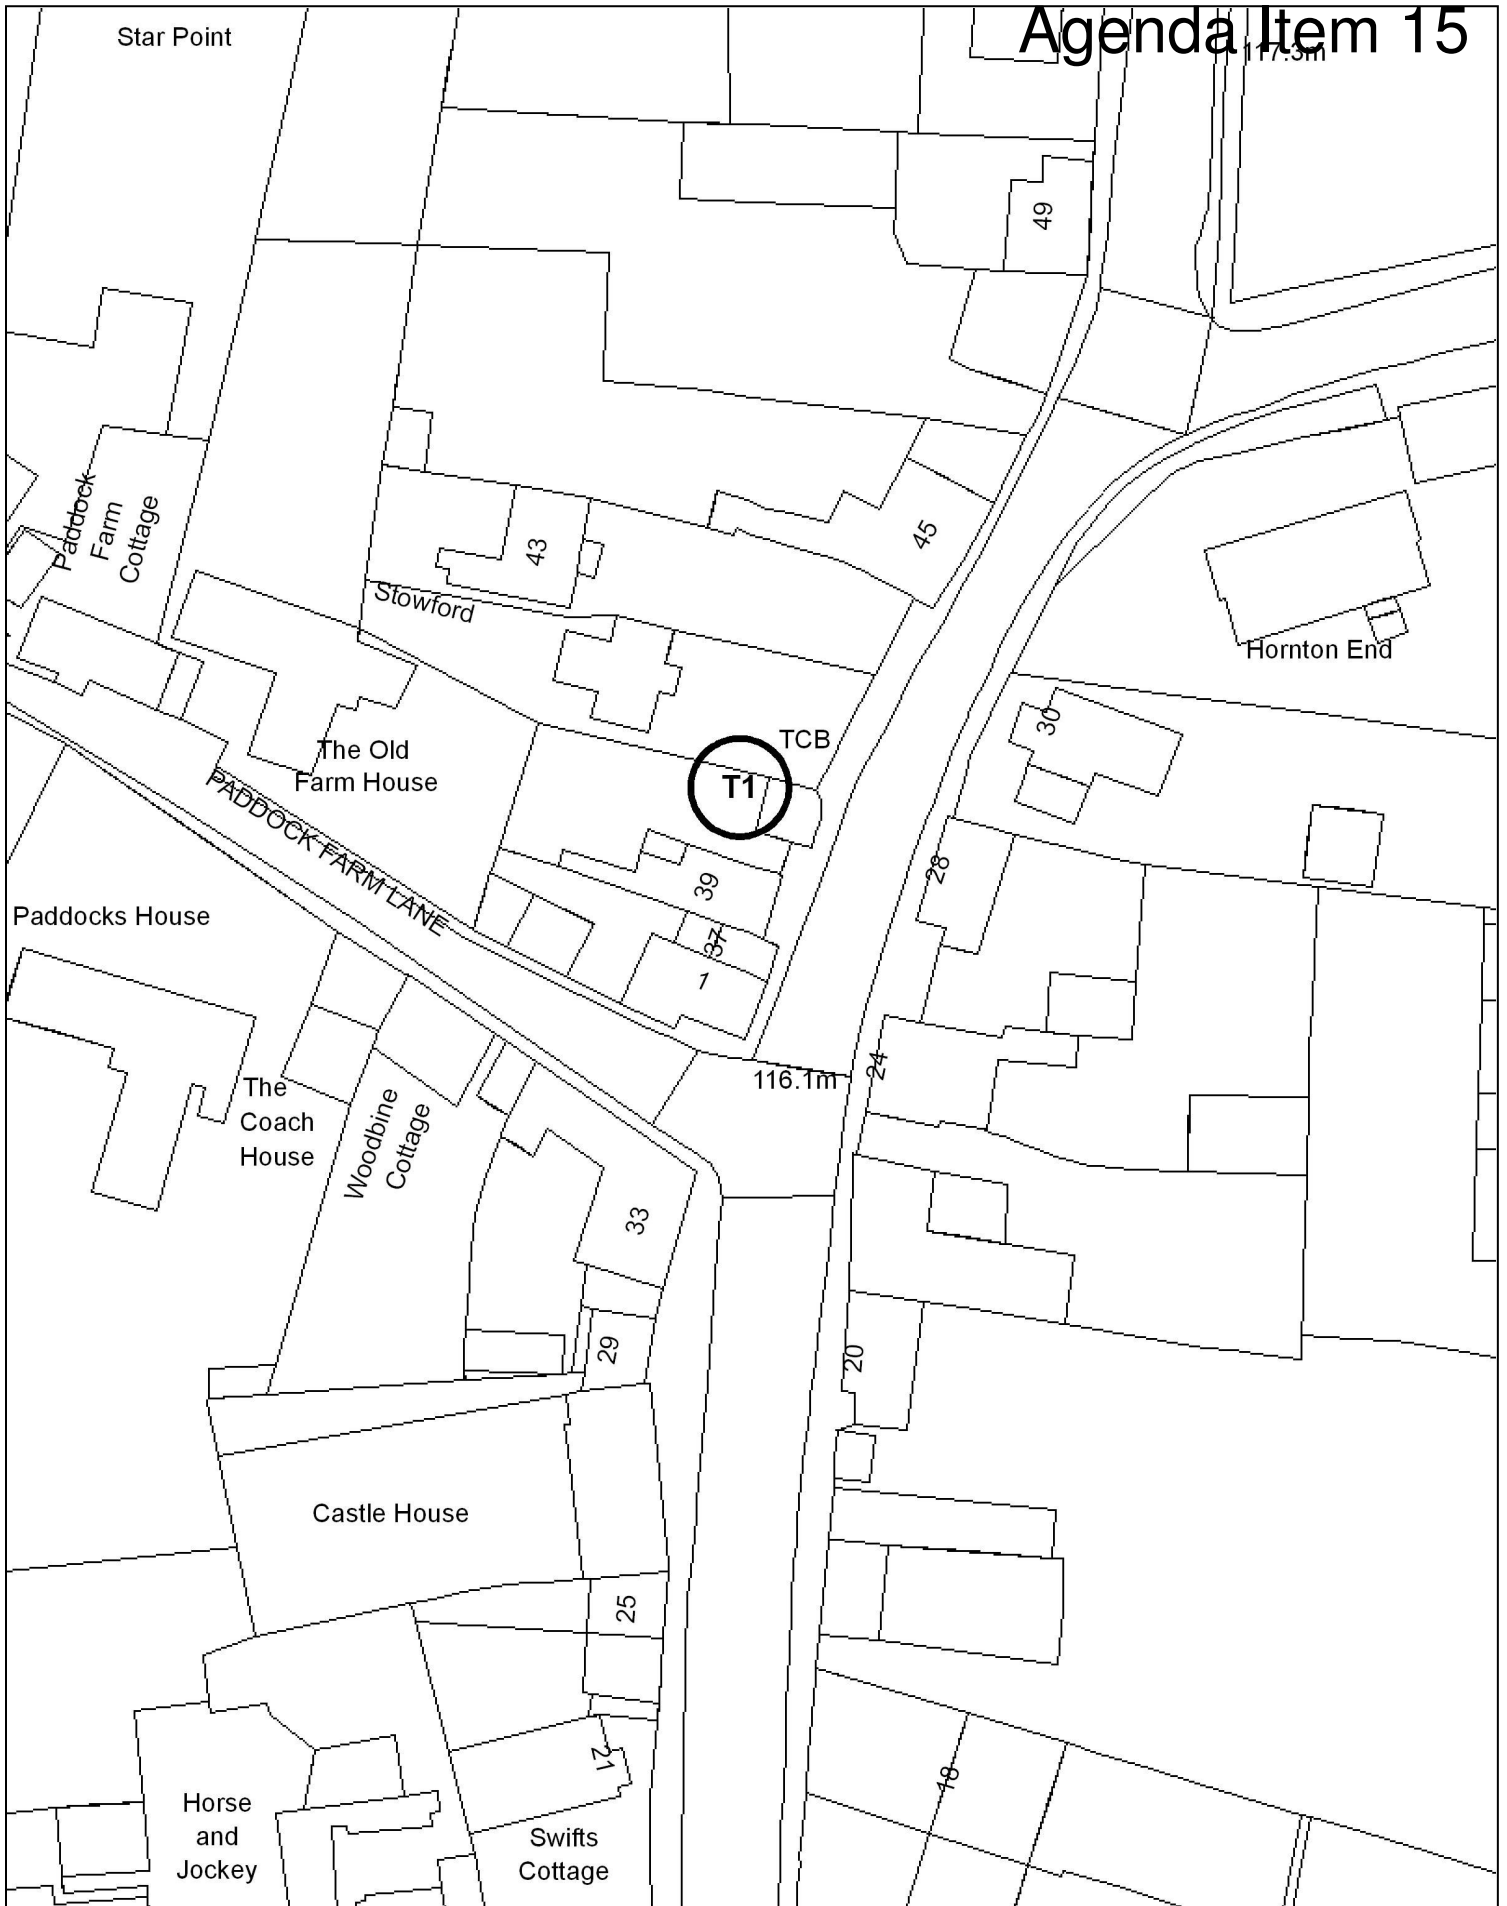 Agenda Item 15
Star Point
117.3m
49
Paddock
Farm
Cottage
43
45
Stowford
Hornton End
30
TCB
The Old
Farm House
T1
PADDOCK FARM LANE
28
39
Paddocks House
37
1
24
116.1m
The
Coach
House
Woodbine
Cottage
33
29
20
Castle House
25
21
18
Horse
and
Jockey
Swifts
Cottage